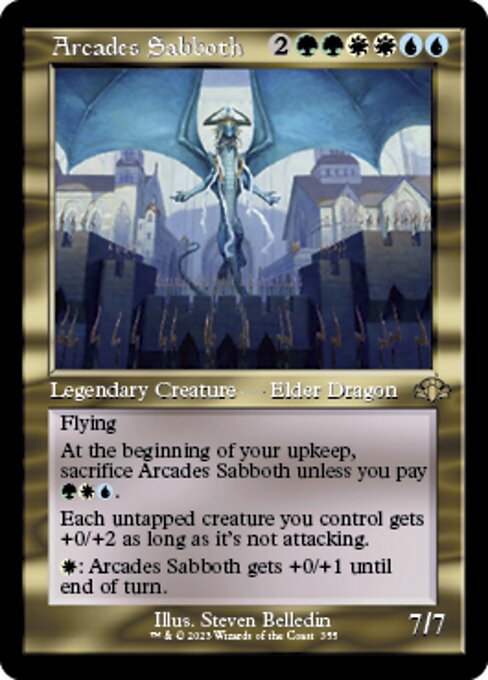 Arcades Sabboth 2
Legendary Creature — Elder Dragon
Flying
At the beginning of your upkeep,
sacrifice Arcades Sabboth unless you pay
.
Each untapped creature you control gets
+0/+2 as long as it's not attacking.
: Arcades Sabboth gets +0/+1 until
end of turn.
Illus. Steven Belledin
™ & © 2023 Wizards of the Coast 355
7/7